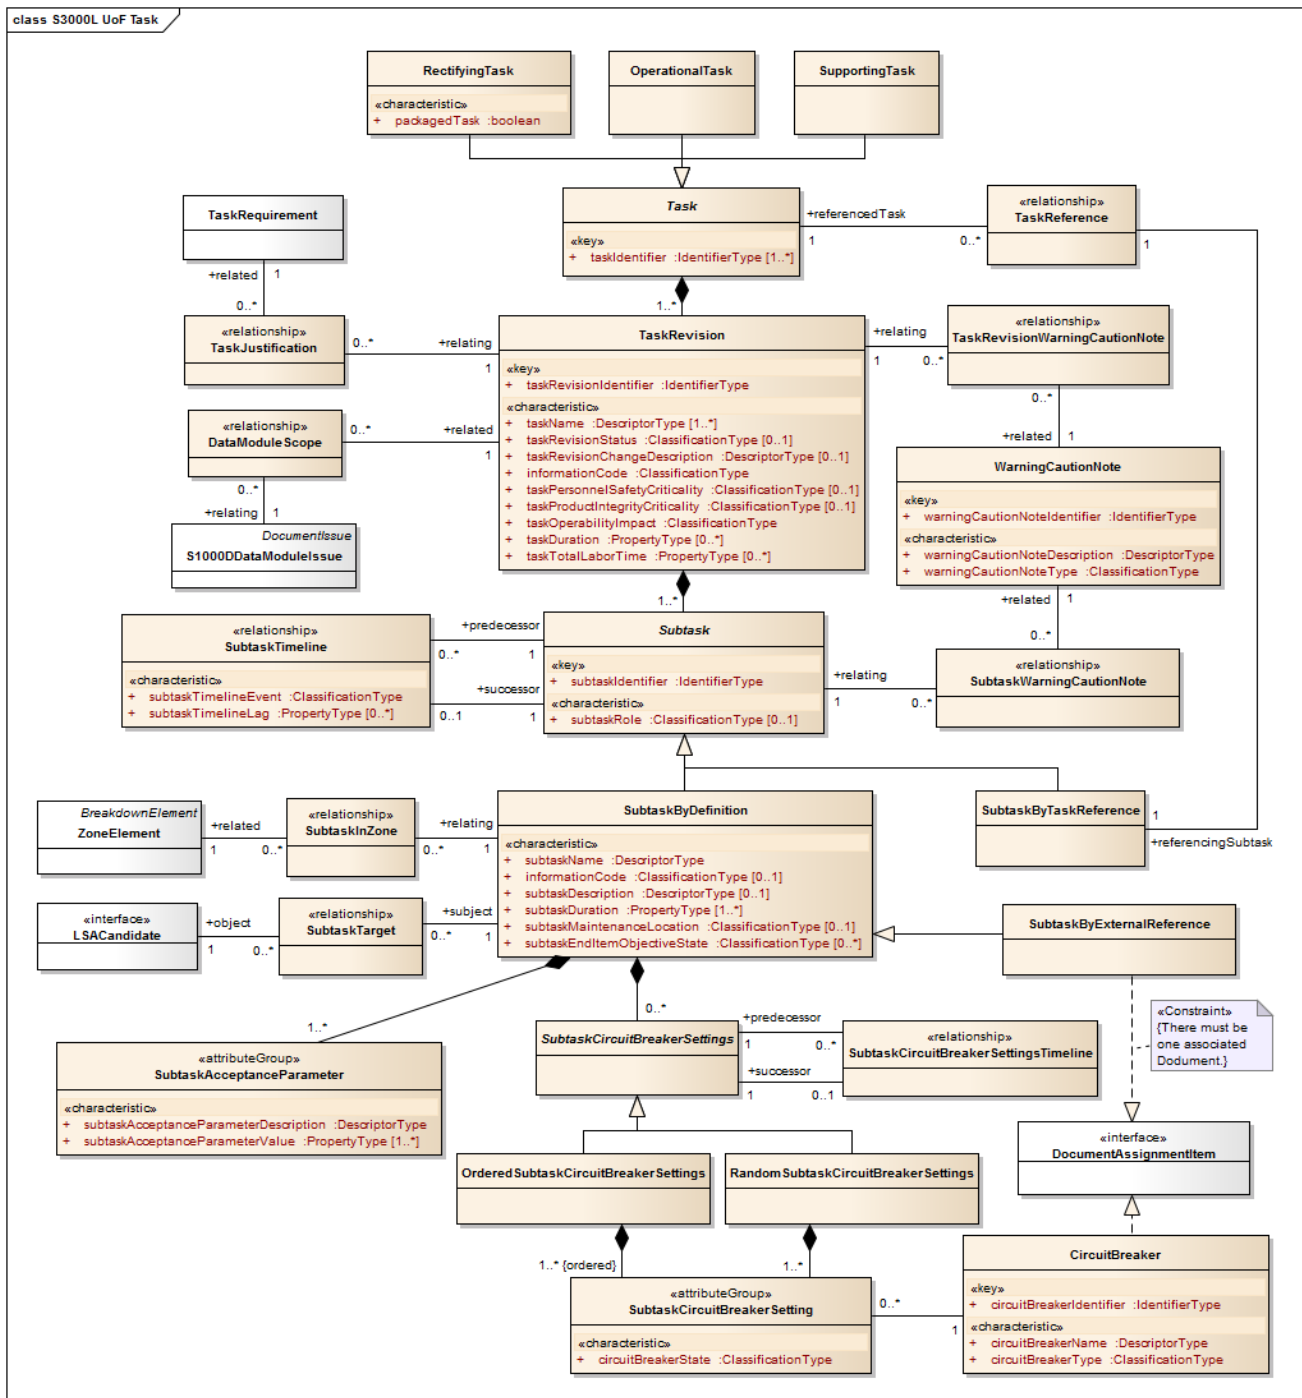 class S3000L UoF Task
RectifyingTask
«characteristic»
+ packagedTask :boolean
OperationalTask
SupportingTask
Task
«key»
+ taskIdentifier :IdentifierType [1..*]
+referencedTask
1
0..*
«relationship»
TaskReference
1
TaskRequirement
+related
1
0..*
«relationship»
TaskJustification
0..*
+relating
1
1..*
TaskRevision
«key»
+ taskRevisionIdentifier :IdentifierType
«characteristic»
+ taskName :DescriptorType [1..*]
+ taskRevisionStatus :ClassificationType [0..1]
+ taskRevisionChangeDescription :DescriptorType [0..1]
+ informationCode :ClassificationType
+ taskPersonnelSafetyCriticality :ClassificationType [0..1]
+ taskProductIntegrityCriticality :ClassificationType [0..1]
+ taskOperabilityImpact :ClassificationType
+ taskDuration :PropertyType [0..*]
+ taskTotalLaborTime :PropertyType [0..*]
+relating
1
0..*
«relationship»
TaskRevisionWarningCautionNote
0..*
+related
1
«relationship»
DataModuleScope
0..*
+related
1
0..*
+relating
1
DocumentIssue
S1000DDataModuleIssue
WarningCautionNote
«key»
+ warningCautionNoteIdentifier :IdentifierType
«characteristic»
+ warningCautionNoteDescription :DescriptorType
+ warningCautionNoteType :ClassificationType
+related
1
0..*
«relationship»
SubtaskWarningCautionNote
1..*
Subtask
«key»
+ subtaskIdentifier :IdentifierType
«characteristic»
+ subtaskRole :ClassificationType [0..1]
+relating
1
0..*
«relationship»
SubtaskTimeline
«characteristic»
+ subtaskTimelineEvent :ClassificationType
+ subtaskTimelineLag :PropertyType [0..*]
+predecessor
0..*
1
+successor
0..1
1
BreakdownElement
ZoneElement
+related
1
0..*
«relationship»
SubtaskInZone
+relating
0..*
1
SubtaskByDefinition
«characteristic»
+ subtaskName :DescriptorType
+ informationCode :ClassificationType [0..1]
+ subtaskDescription :DescriptorType [0..1]
+ subtaskDuration :PropertyType [1..*]
+ subtaskMaintenanceLocation :ClassificationType [0..1]
+ subtaskEndItemObjectiveState :ClassificationType [0..*]
SubtaskByTaskReference
1
+referencingSubtask
«interface»
LSACandidate
+object
1
0..*
«relationship»
SubtaskTarget
+subject
0..*
1
SubtaskByExternalReference
«Constraint»
{There must be
one associated
Dodument.}
1..*
«attributeGroup»
SubtaskAcceptanceParameter
«characteristic»
+ subtaskAcceptanceParameterDescription :DescriptorType
+ subtaskAcceptanceParameterValue :PropertyType [1..*]
0..*
SubtaskCircuitBreakerSettings
+predecessor
1
0..*
+successor
1
0..1
«relationship»
SubtaskCircuitBreakerSettingsTimeline
«interface»
DocumentAssignmentItem
OrderedSubtaskCircuitBreakerSettings
RandomSubtaskCircuitBreakerSettings
1..* {ordered}
1..*
«attributeGroup»
SubtaskCircuitBreakerSetting
«characteristic»
+ circuitBreakerState :ClassificationType
0..*
1
CircuitBreaker
«key»
+ circuitBreakerIdentifier :IdentifierType
«characteristic»
+ circuitBreakerName :DescriptorType
+ circuitBreakerType :ClassificationType